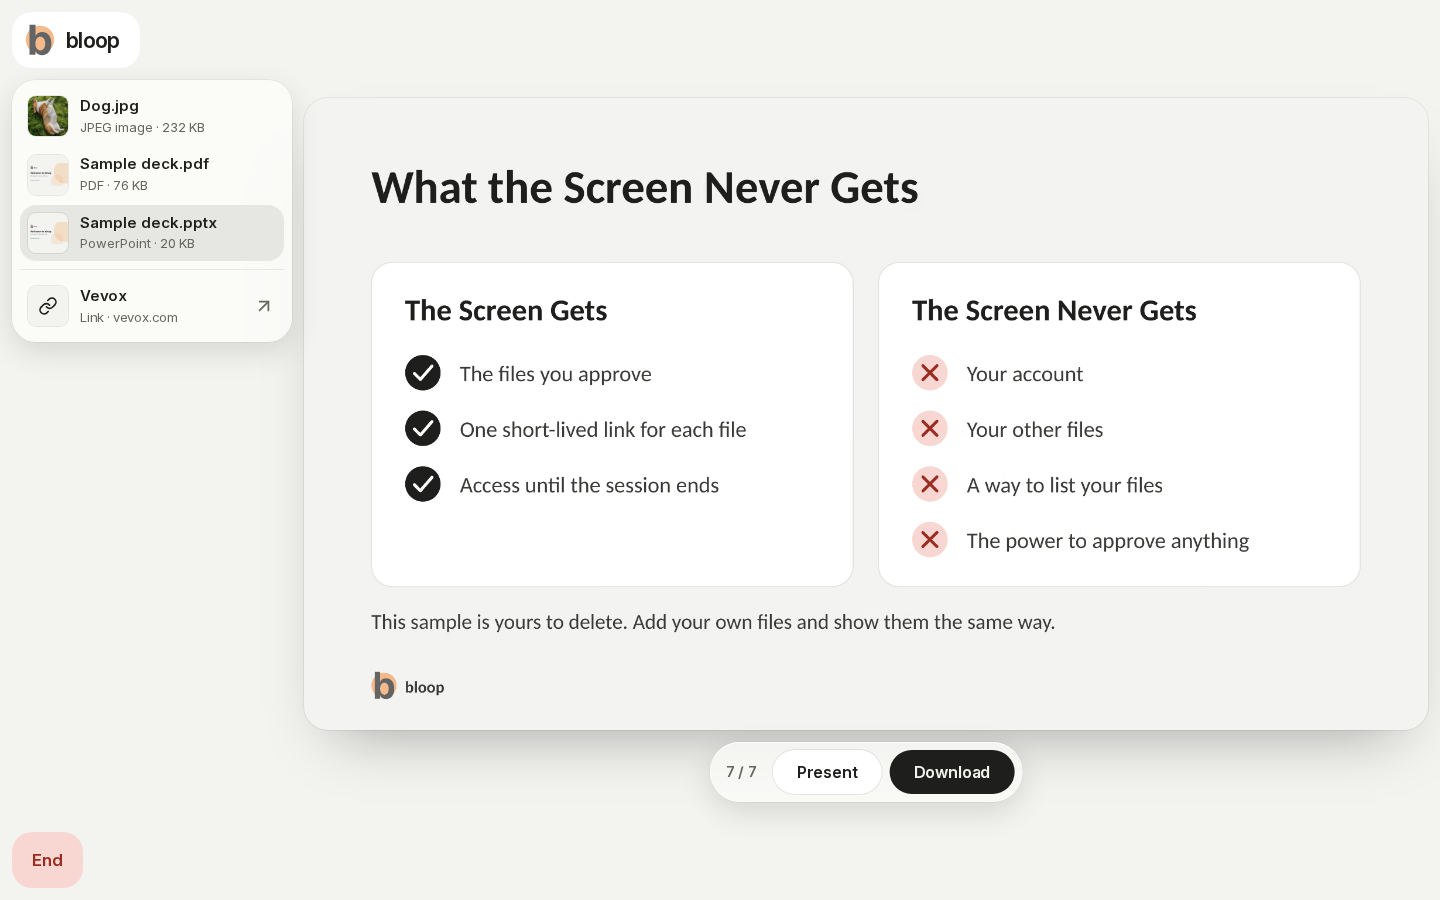 bloop
Dog.jpg
JPEG image · 232 KB
Sample deck.pdf
PDF · 76 KB
Sample deck.pptx
PowerPoint · 20 KB
Vevox
Link · vevox.com
What the Screen Never Gets
The Screen Gets
The files you approve
One short-lived link for each file
Access until the session ends
The Screen Never Gets
Your account
Your other files
A way to list your files
The power to approve anything
This sample is yours to delete. Add your own files and show them the same way.
bloop
7 / 7
Present
Download
End